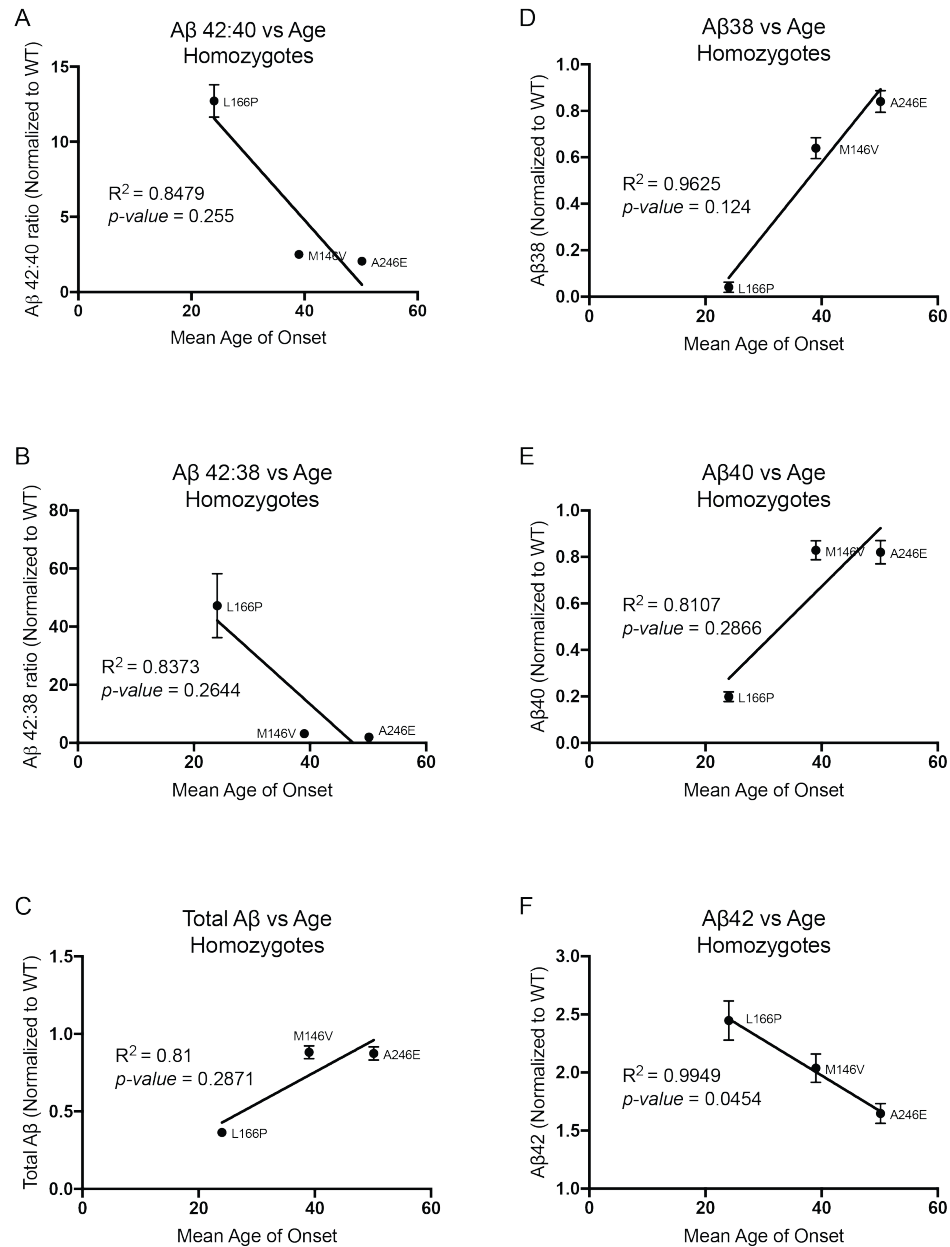 A
Aβ 42:40 vs Age
Homozygotes
Aβ 42:40 ratio (Normalized to WT)
15
10
5
0
L166P
M146V
A246E
R² = 0.8479
p-value = 0.255
0 20 40 60
Mean Age of Onset
B
Aβ 42:38 vs Age
Homozygotes
Aβ 42:38 ratio (Normalized to WT)
80
60
40
20
0
L166P
M146V
A246E
R² = 0.8373
p-value = 0.2644
0 20 40 60
Mean Age of Onset
C
Total Aβ vs Age
Homozygotes
Total Aβ (Normalized to WT)
1.5
1.0
0.5
0.0
M146V
A246E
L166P
R² = 0.81
p-value = 0.2871
0 20 40 60
Mean Age of Onset
D
Aβ38 vs Age
Homozygotes
Aβ38 (Normalized to WT)
1.0
0.8
0.6
0.4
0.2
0.0
A246E
M146V
L166P
R² = 0.9625
p-value = 0.124
0 20 40 60
Mean Age of Onset
E
Aβ40 vs Age
Homozygotes
Aβ40 (Normalized to WT)
1.0
0.8
0.6
0.4
0.2
0.0
M146V
A246E
L166P
R² = 0.8107
p-value = 0.2866
0 20 40 60
Mean Age of Onset
F
Aβ42 vs Age
Homozygotes
Aβ42 (Normalized to WT)
3.0
2.5
2.0
1.5
1.0
L166P
M146V
A246E
R² = 0.9949
p-value = 0.0454
0 20 40 60
Mean Age of Onset